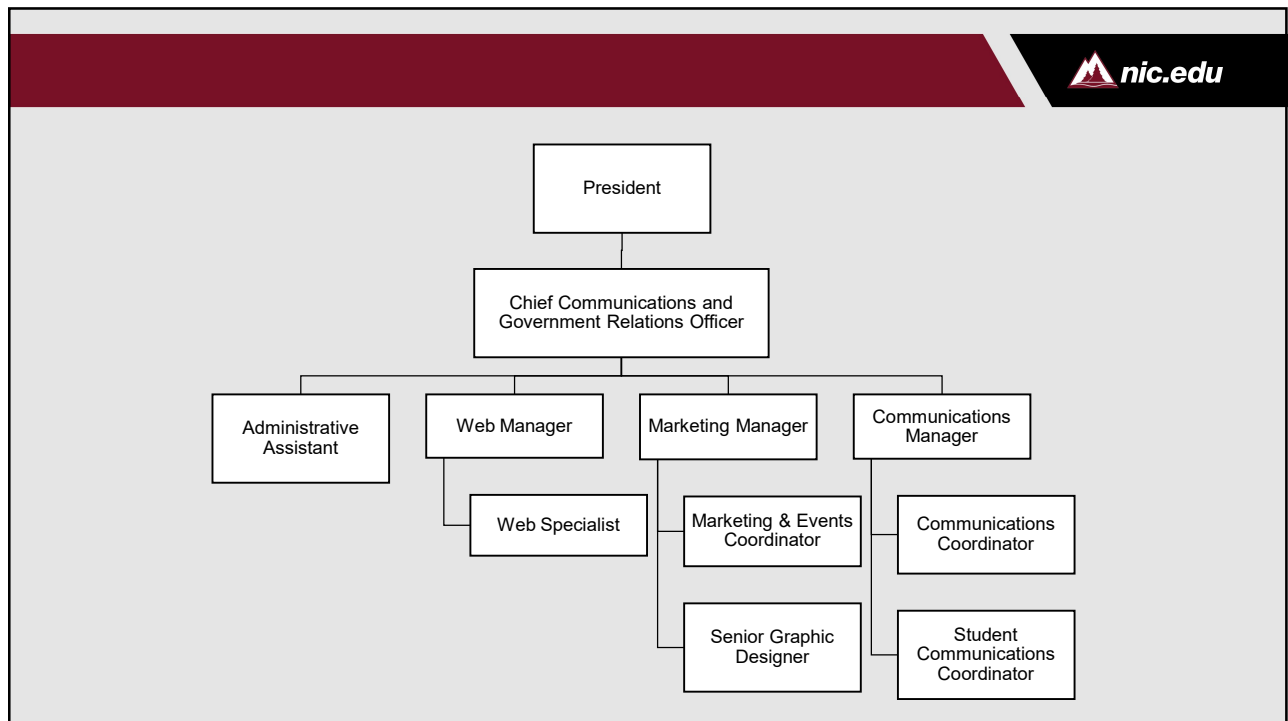 nic.edu
President
Chief Communications and
Government Relations Officer
Administrative
Assistant
Web Manager
Marketing Manager
Communications
Manager
Web Specialist
Marketing & Events
Coordinator
Communications
Coordinator
Senior Graphic
Designer
Student
Communications
Coordinator